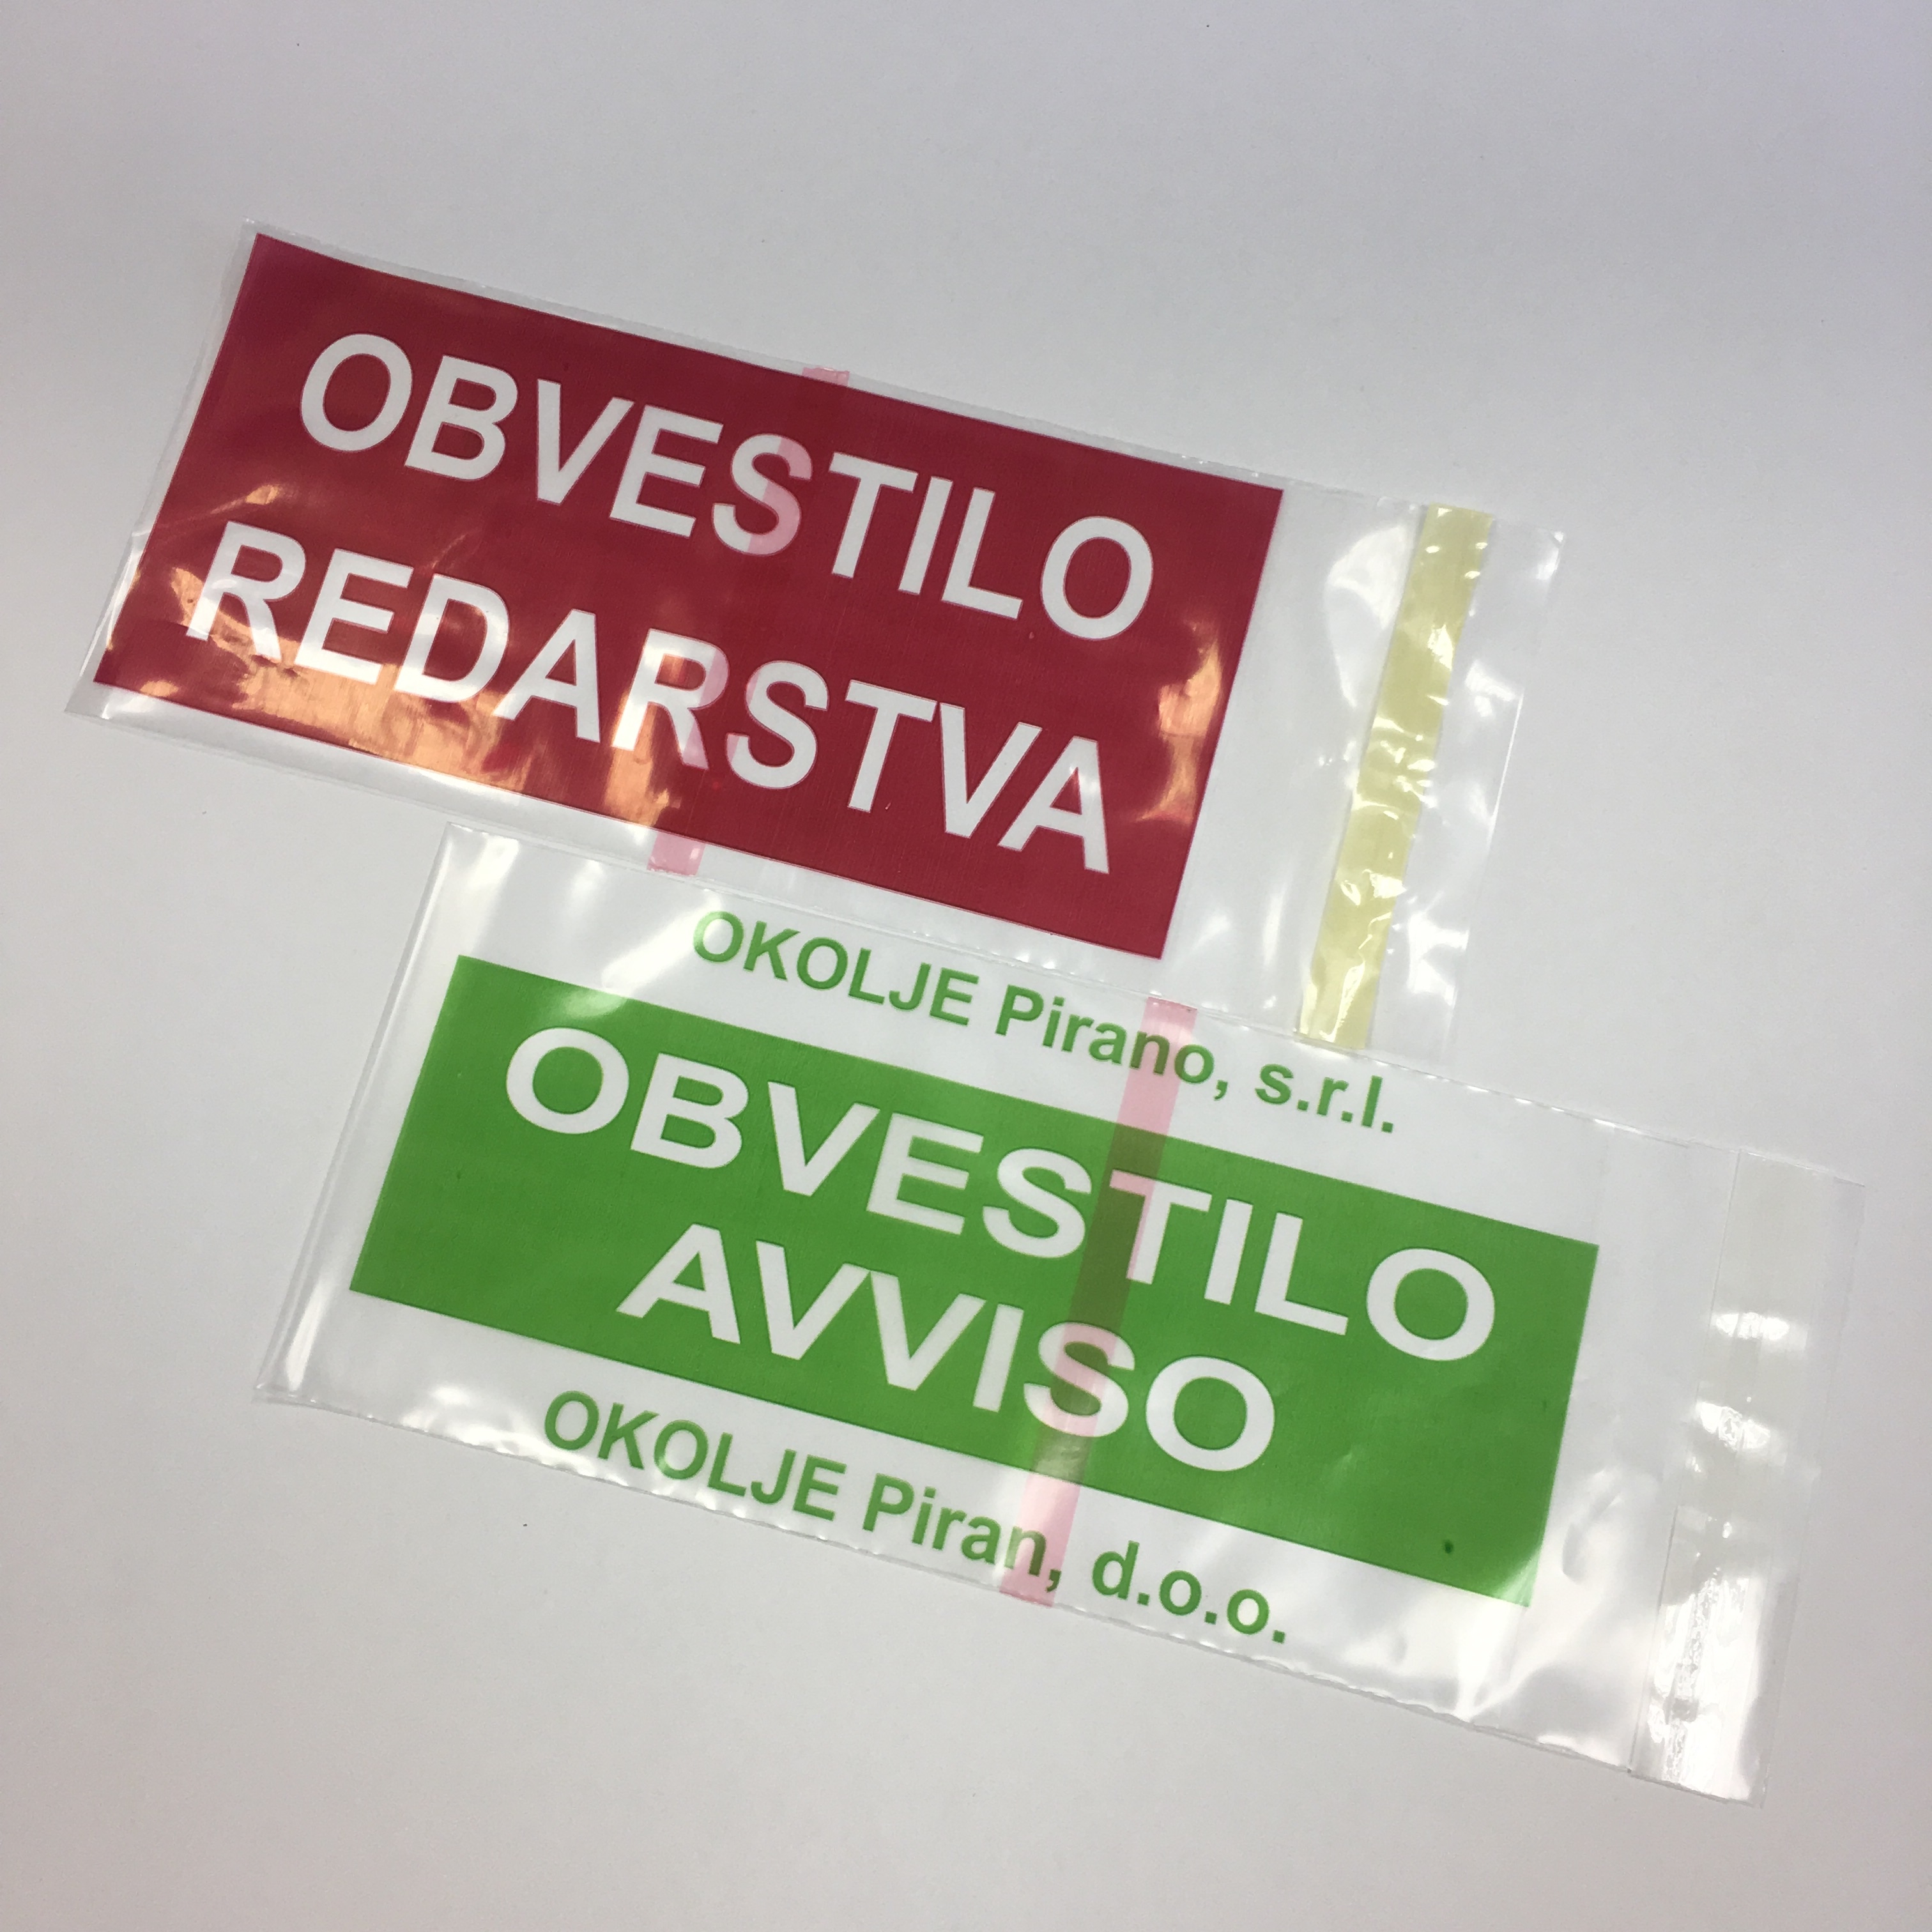 OBVESTILO
REDARSTVA
OKOLJE Pirano, s.r.l.
OBVESTILO
AVVISO
OKOLJE Piran, d.o.o.